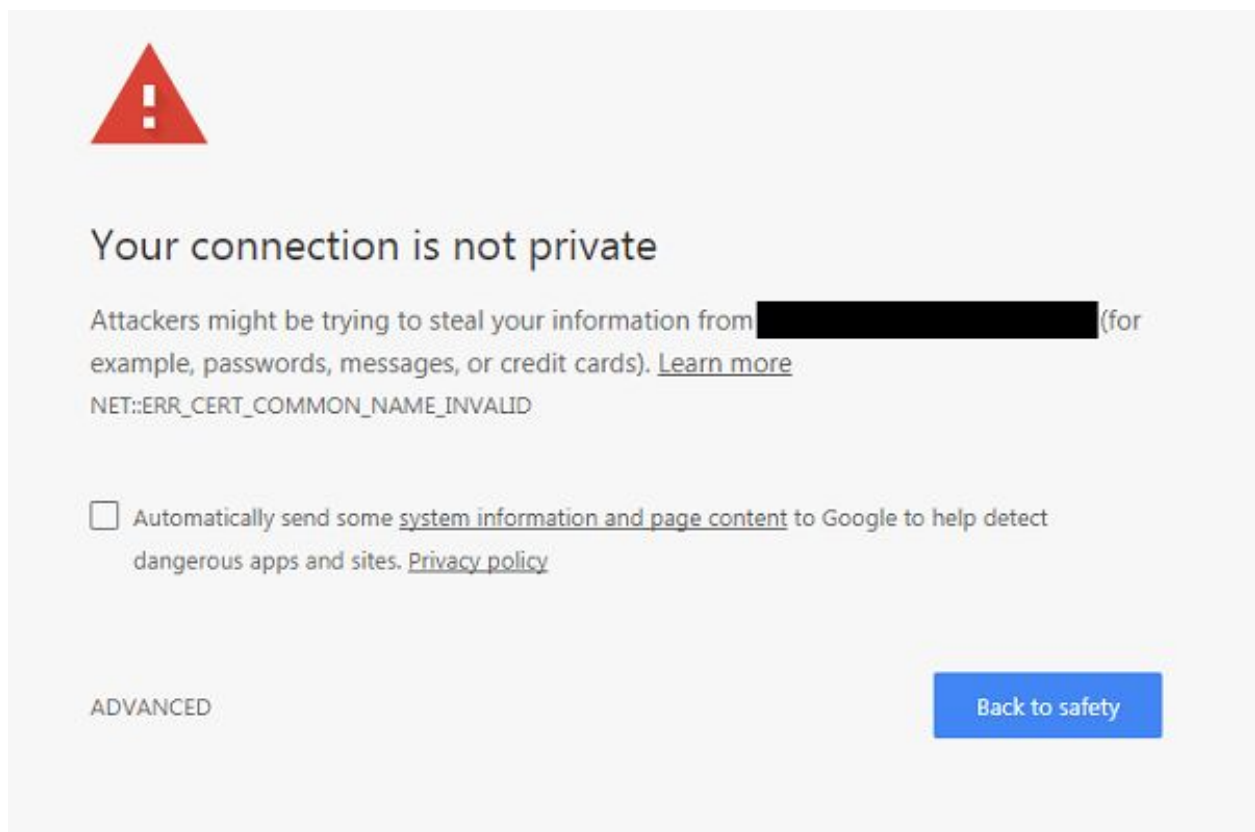 Your connection is not private
Attackers might be trying to steal your information from (for
example, passwords, messages, or credit cards). Learn more
NET::ERR_CERT_COMMON_NAME_INVALID
Automatically send some system information and page content to Google to help detect
dangerous apps and sites. Privacy policy
ADVANCED
Back to safety